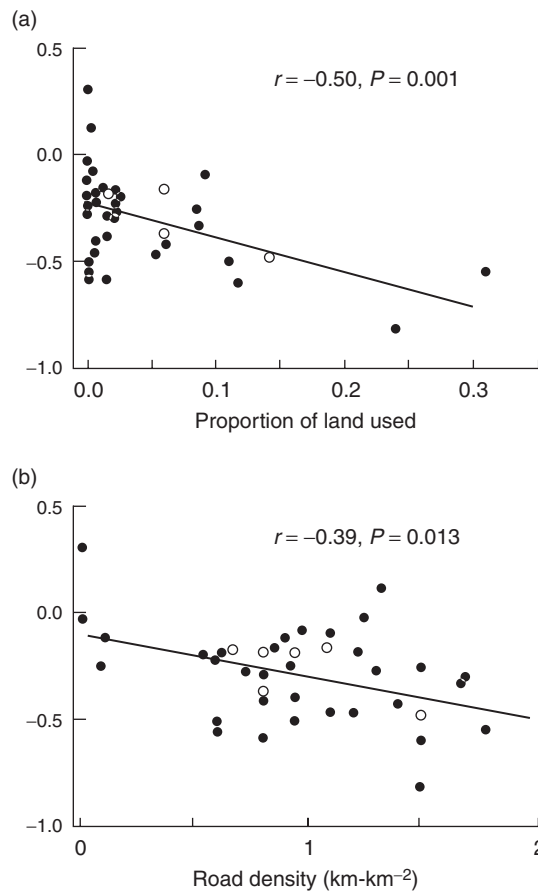 (a)
0.5
r = −0.50, P = 0.001
0.0
−0.5
−1.0
0.0 0.1 0.2 0.3
Proportion of land used
(b)
0.5
r = −0.39, P = 0.013
0.0
−0.5
−1.0
0 1 2
Road density (km-km⁻²)